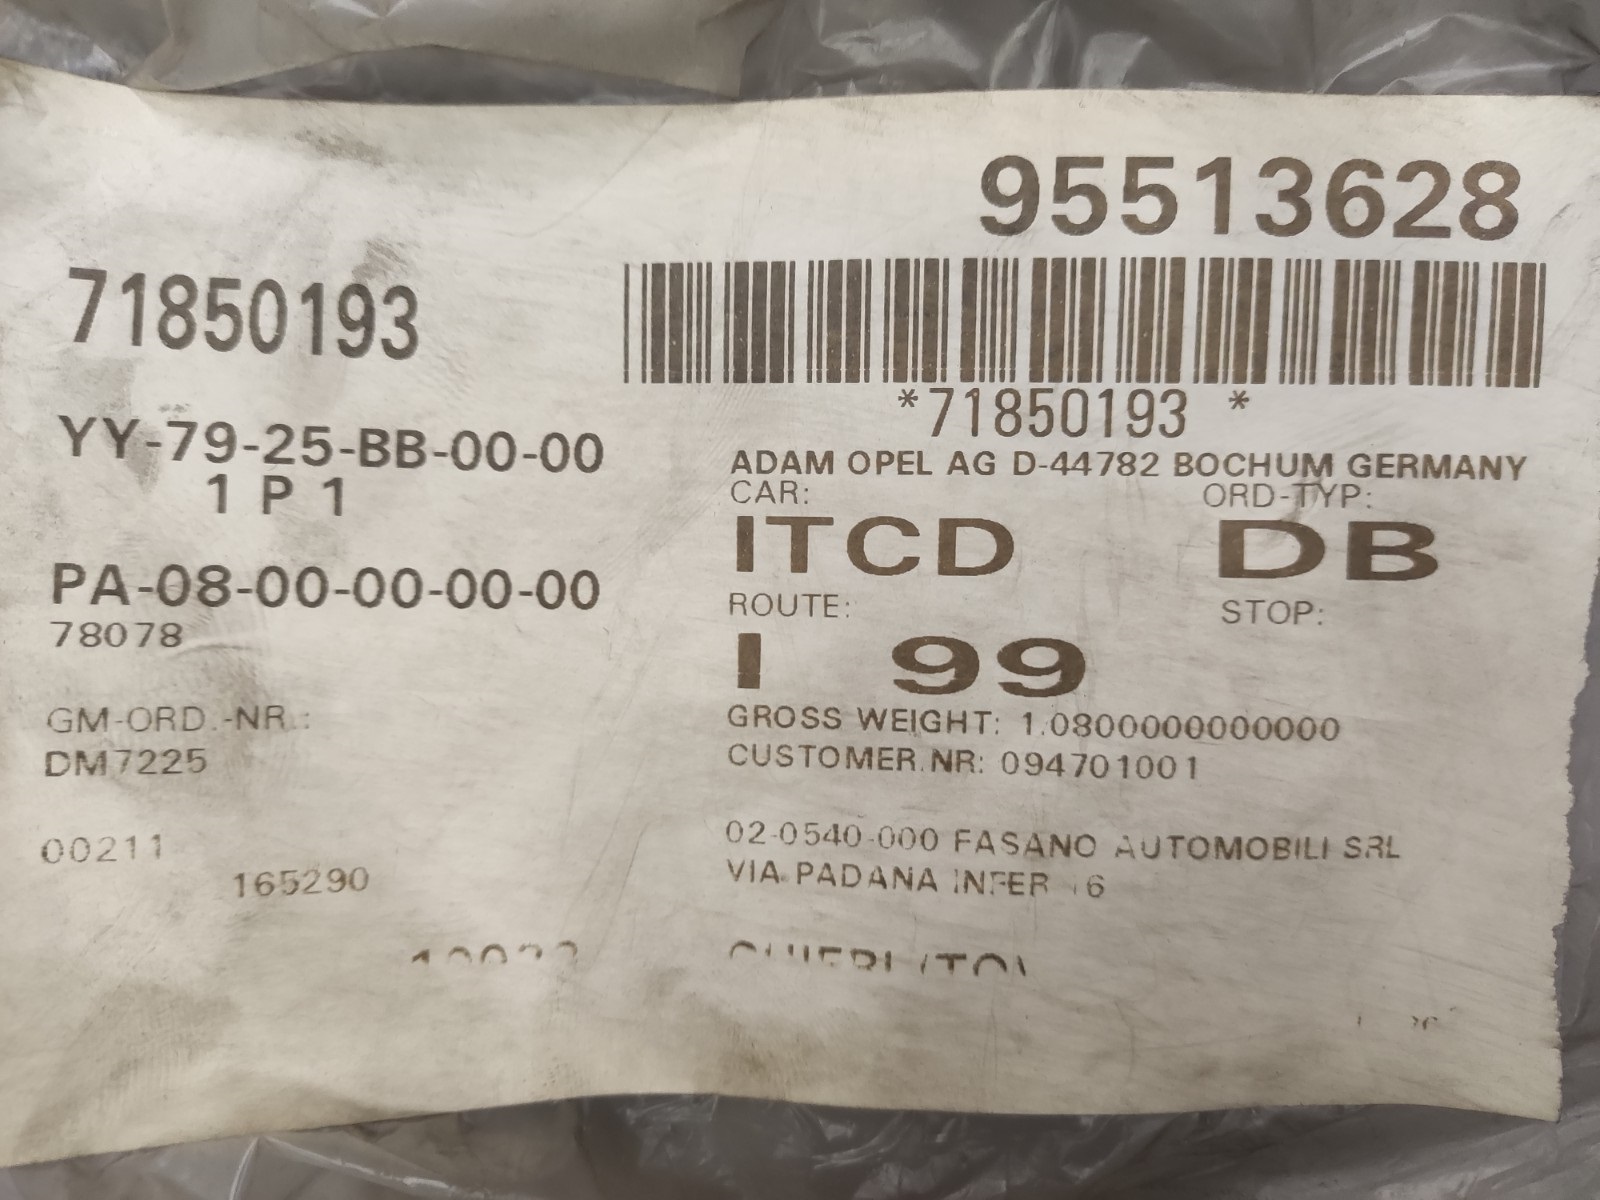 95513628
71850193
*71850193 *
YY-79-25-BB-00-00
1 P 1
ADAM OPEL AG D-44782 BOCHUM GERMANY
CAR: ORD-TYP:
ITCD DB
PA-08-00-00-00-00
78078
ROUTE: STOP:
I 99
GM-ORD.-NR.:
DM7225
GROSS WEIGHT: 1.0800000000000
CUSTOMER.NR: 094701001
00211
165290
02-0540-000 FASANO AUTOMOBILI SRL
VIA PADANA INFER